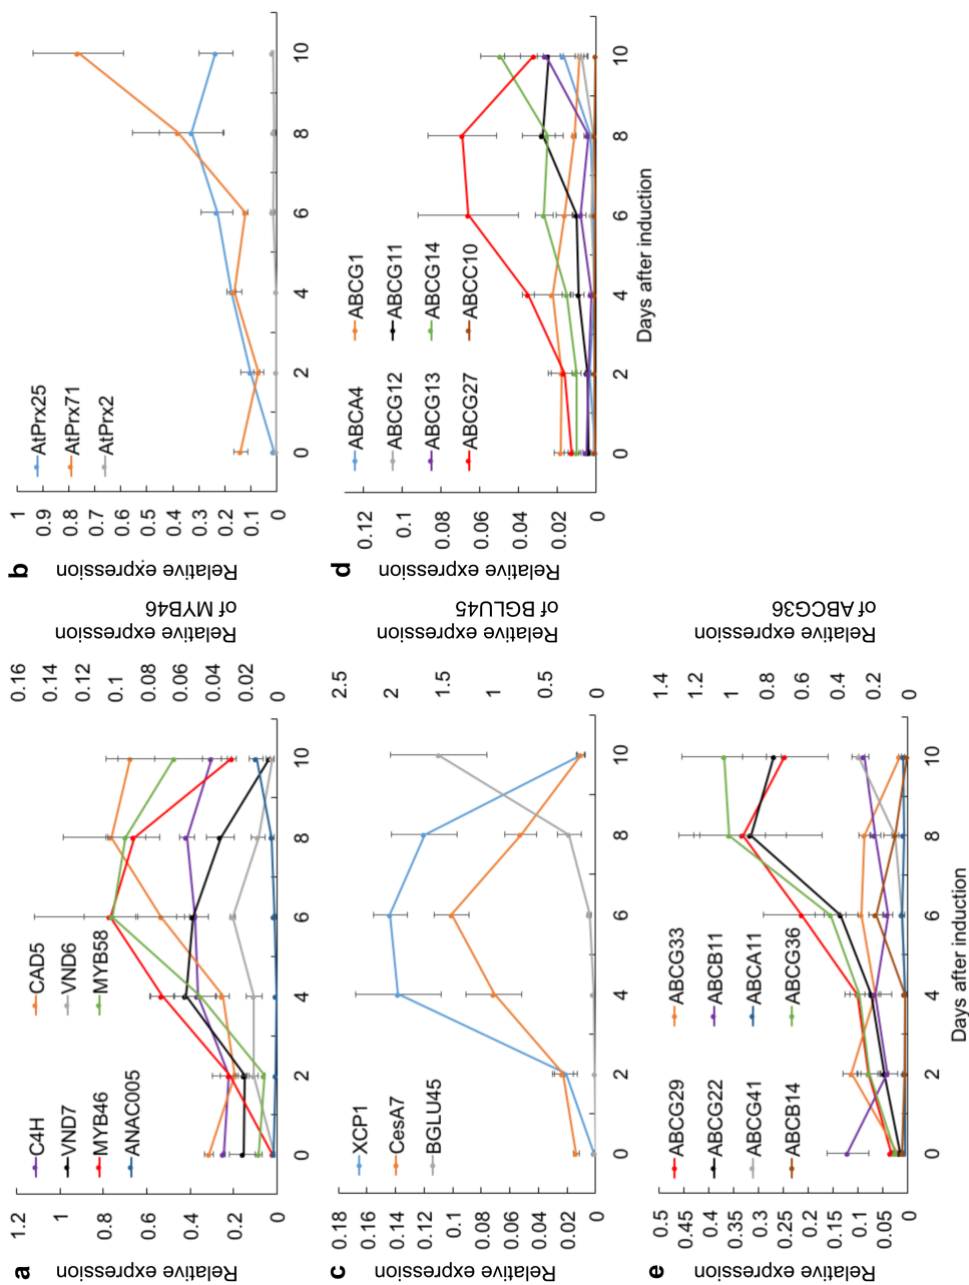 a
Relative expression
1.2
1
0.8
0.6
0.4
0.2
0
C4H
CAD5
VND7
VND6
MYB46
MYB58
ANAC005
0 2 4 6 8 10
0.16
0.14
0.12
0.1
0.08
0.06
0.04
0.02
0
Relative expression
of MYB46
b
Relative expression
1
0.9
0.8
0.7
0.6
0.5
0.4
0.3
0.2
0.1
0
AtPrx25
AtPrx71
AtPrx2
0 2 4 6 8 10
c
Relative expression
0.18
0.16
0.14
0.12
0.1
0.08
0.06
0.04
0.02
0
XCP1
CesA7
BGLU45
0 2 4 6 8 10
2.5
2
1.5
1
0.5
0
Relative expression
of BGLU45
d
Relative expression
0.12
0.1
0.08
0.06
0.04
0.02
0
ABCA4
ABCG1
ABCG12
ABCG11
ABCG13
ABCG14
ABCG27
ABCC10
0 2 4 6 8 10
Days after induction
e
Relative expression
0.5
0.45
0.4
0.35
0.3
0.25
0.2
0.15
0.1
0.05
0
ABCG29
ABCG33
ABCG22
ABCB11
ABCG41
ABCA11
ABCB14
ABCG36
0 2 4 6 8 10
Days after induction
1.4
1.2
1
0.8
0.6
0.4
0.2
0
Relative expression
of ABCG36